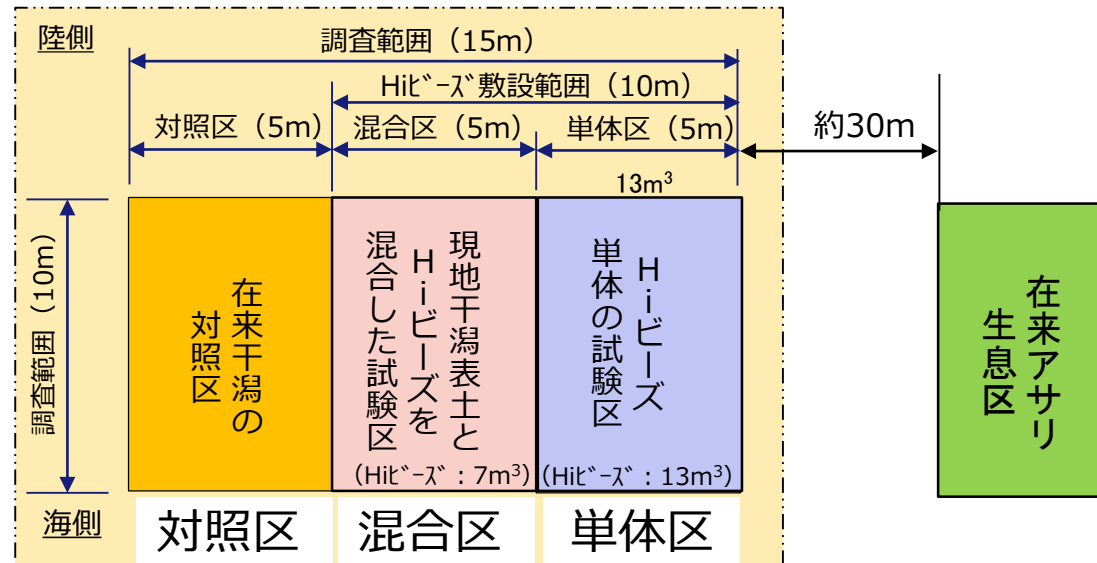 陸側
調査範囲（15m）
Hiﾋﾞｰｽﾞ敷設範囲（10m）
対照区（5m）
混合区（5m）
単体区（5m）
約30m
13m³
調査範囲（10m）
在来干潟の
対照区
現地干潟表土と
Hiビーズを
混合した試験区
（Hiﾋﾞｰｽﾞ：7m³）
Hiビーズ
単体の試験区
（Hiﾋﾞｰｽﾞ：13m³）
在来アサリ
生息区
海側
対照区
混合区
単体区